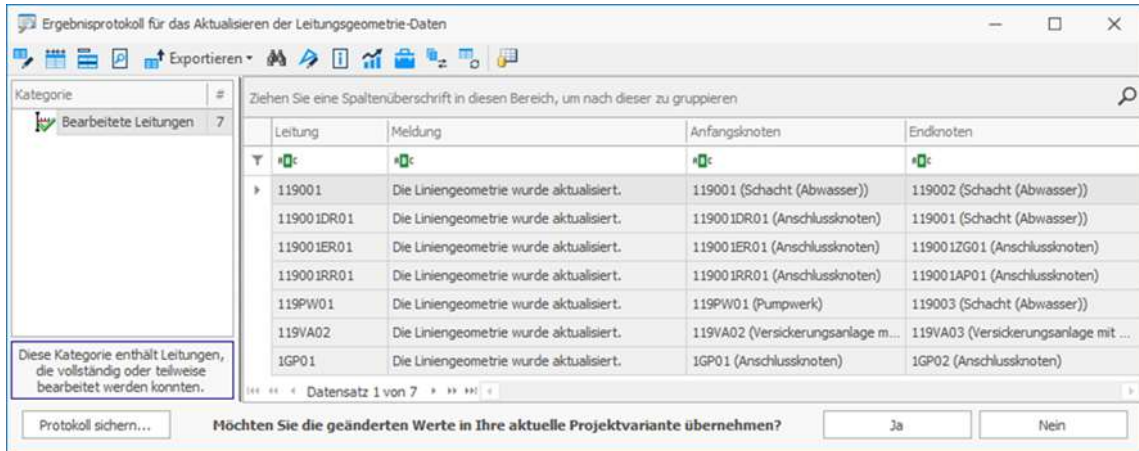 Ergebnisprotokoll für das Aktualisieren der Leitungsgeometrie-Daten
Exportieren
Kategorie #
Bearbeitete Leitungen 7
Diese Kategorie enthält Leitungen,
die vollständig oder teilweise
bearbeitet werden konnten.
Ziehen Sie eine Spaltenüberschrift in diesen Bereich, um nach dieser zu gruppieren
Leitung Meldung Anfangsknoten Endknoten
119001 Die Liniengeometrie wurde aktualisiert. 119001 (Schacht (Abwasser)) 119002 (Schacht (Abwasser))
119001DR01 Die Liniengeometrie wurde aktualisiert. 119001DR01 (Anschlussknoten) 119001 (Schacht (Abwasser))
119001ER01 Die Liniengeometrie wurde aktualisiert. 119001ER01 (Anschlussknoten) 119001ZG01 (Anschlussknoten)
119001RR01 Die Liniengeometrie wurde aktualisiert. 119001RR01 (Anschlussknoten) 119001AP01 (Anschlussknoten)
119PW01 Die Liniengeometrie wurde aktualisiert. 119PW01 (Pumpwerk) 119003 (Schacht (Abwasser))
119VA02 Die Liniengeometrie wurde aktualisiert. 119VA02 (Versickerungsanlage m... 119VA03 (Versickerungsanlage mit ...
1GP01 Die Liniengeometrie wurde aktualisiert. 1GP01 (Anschlussknoten) 1GP02 (Anschlussknoten)
Datensatz 1 von 7
Protokoll sichern... Möchten Sie die geänderten Werte in Ihre aktuelle Projektvariante übernehmen? Ja Nein